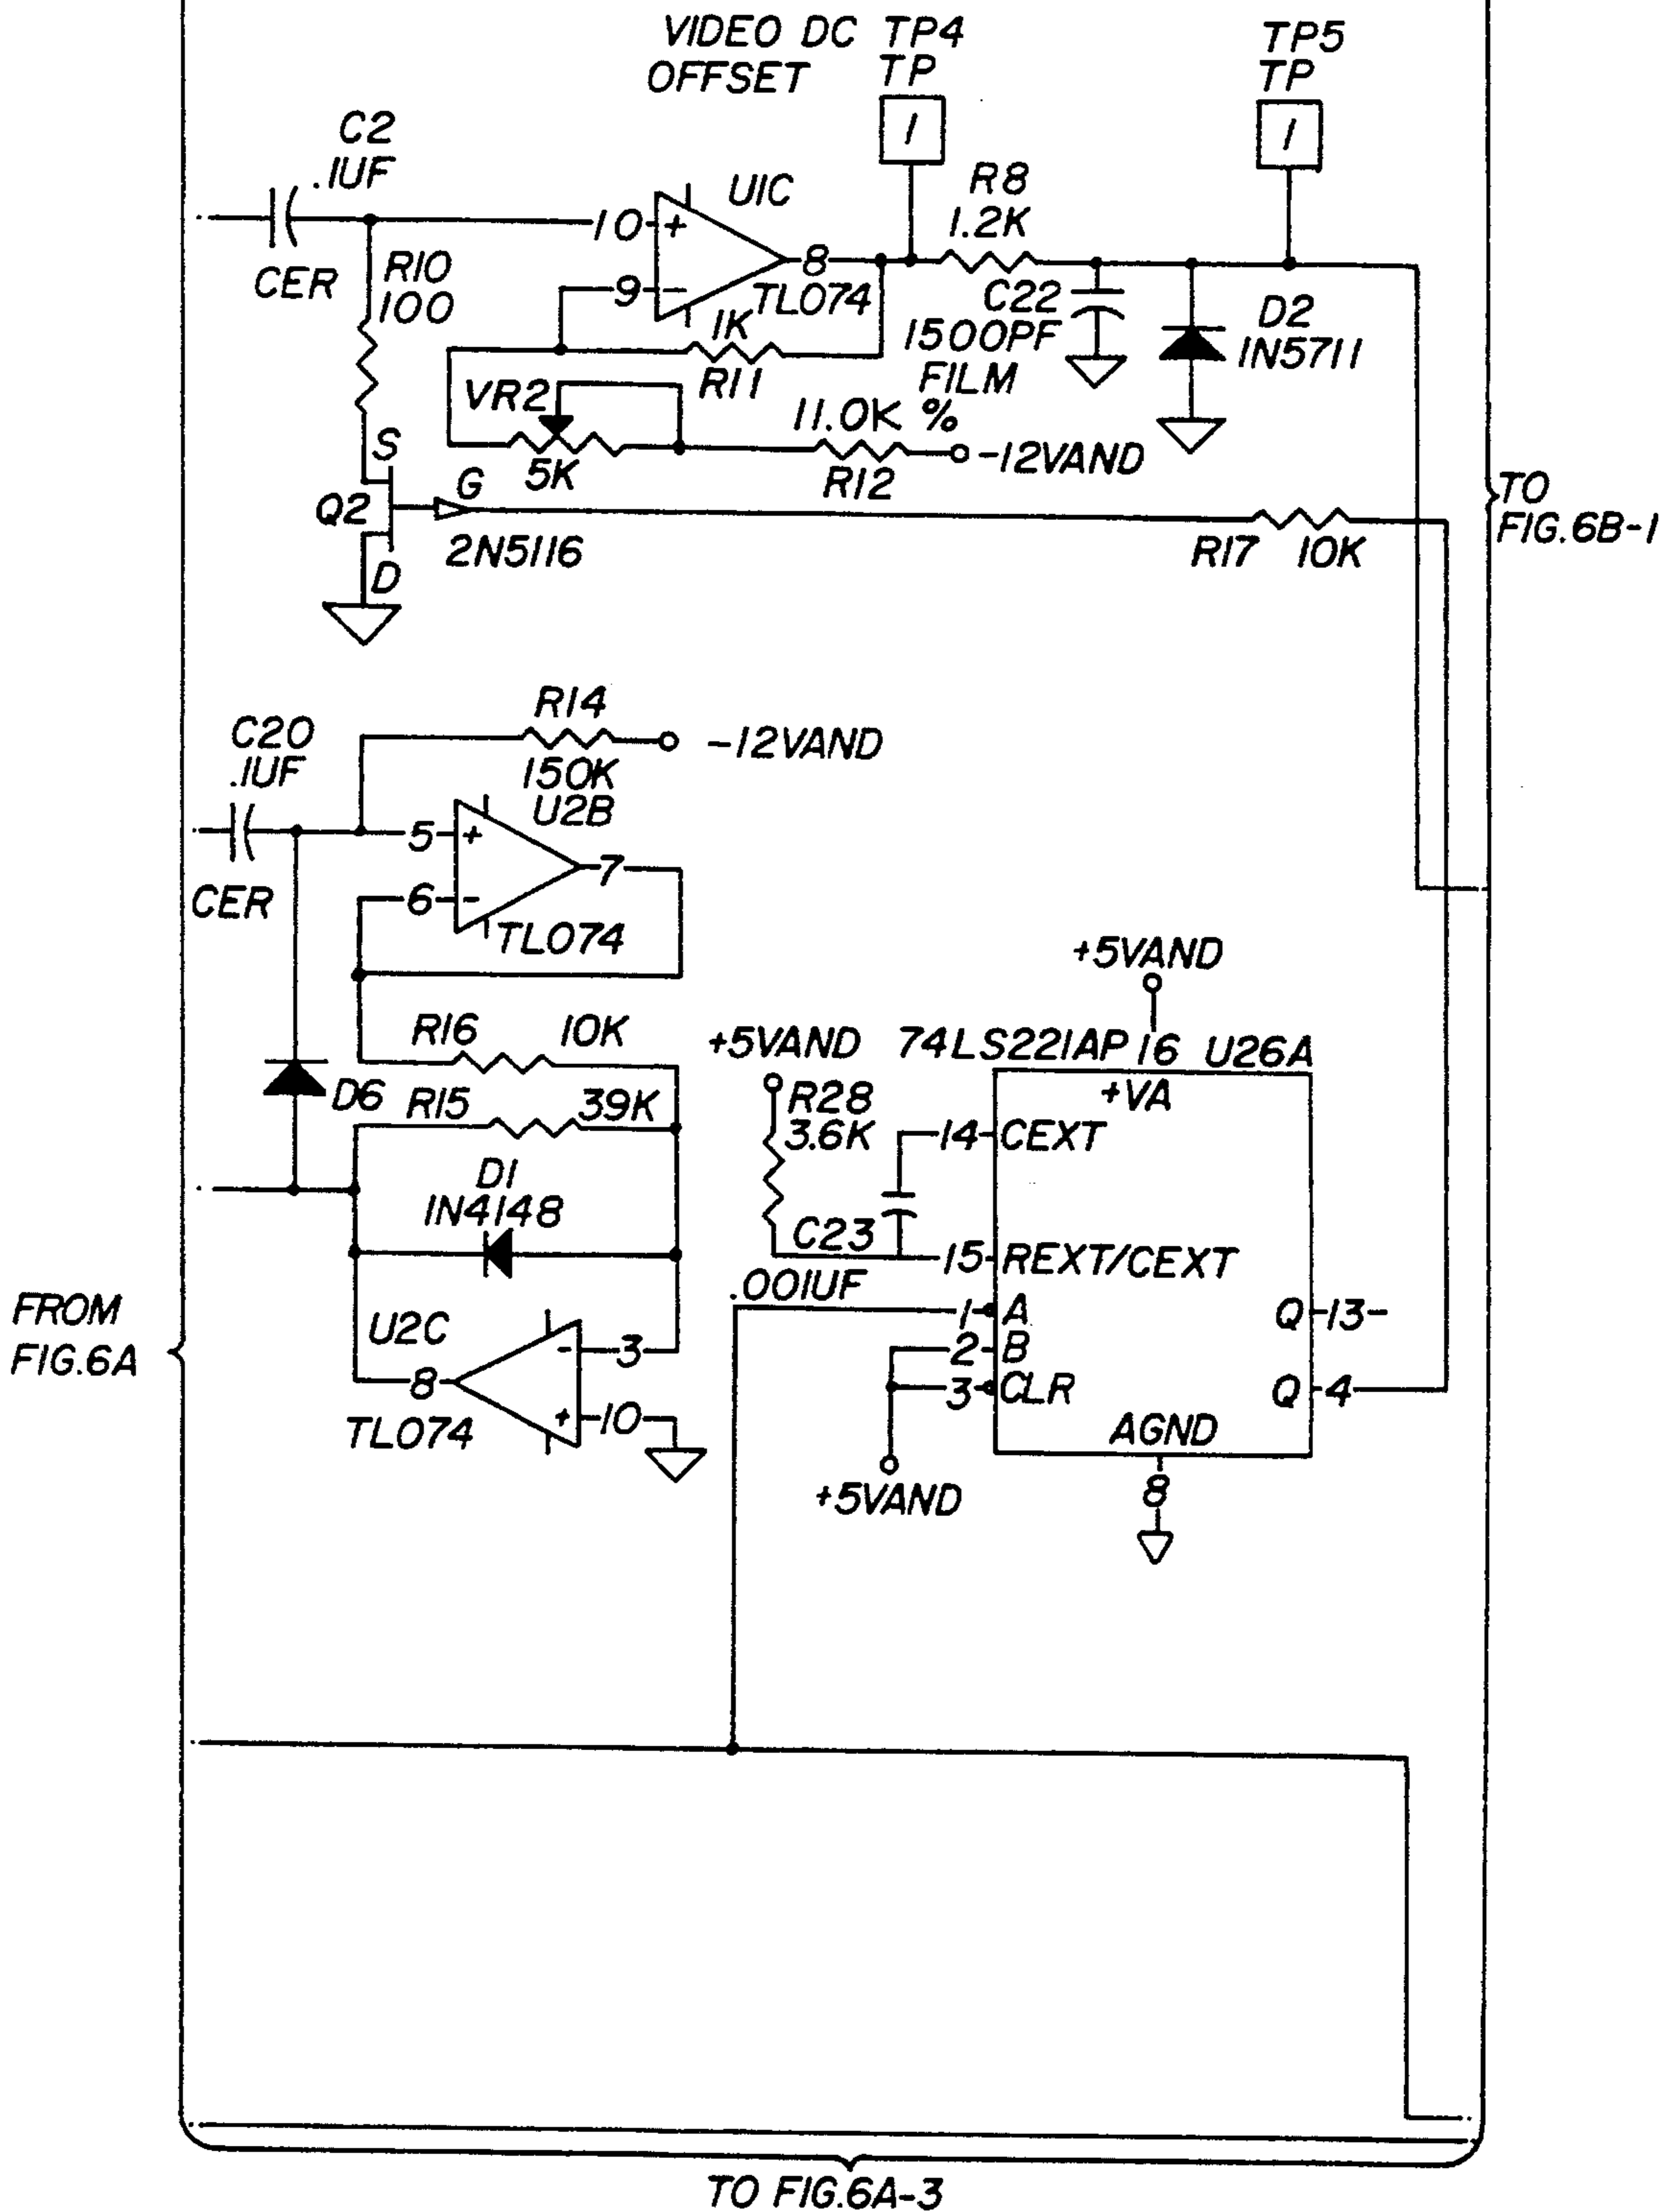 VIDEO DC TP4
OFFSET TP
1
TP5
TP
1
C2
.1UF
CER
R10
100
U1C
10
+
9
-
8
TL074
R8
1.2K
C22
1500PF
FILM
D2
1N5711
1K
R11
VR2
5K
11.0K %
R12
-12VAND
S
G
Q2
D
2N5116
R17 10K
TO
FIG.6B-1
R14
150K
-12VAND
C20
.1UF
CER
U2B
5
+
6
-
7
TL074
R16 10K
D6
R15 39K
D1
1N4148
U2C
8
-
3
+
10
TL074
FROM
FIG.6A
+5VAND
+5VAND
74LS221AP 16 U26A
+VA
R28
3.6K
14
CEXT
C23
.001UF
15
REXT/CEXT
1
A
2
B
3
CLR
Q
13
Q
4
AGND
8
+5VAND
TO FIG.6A-3